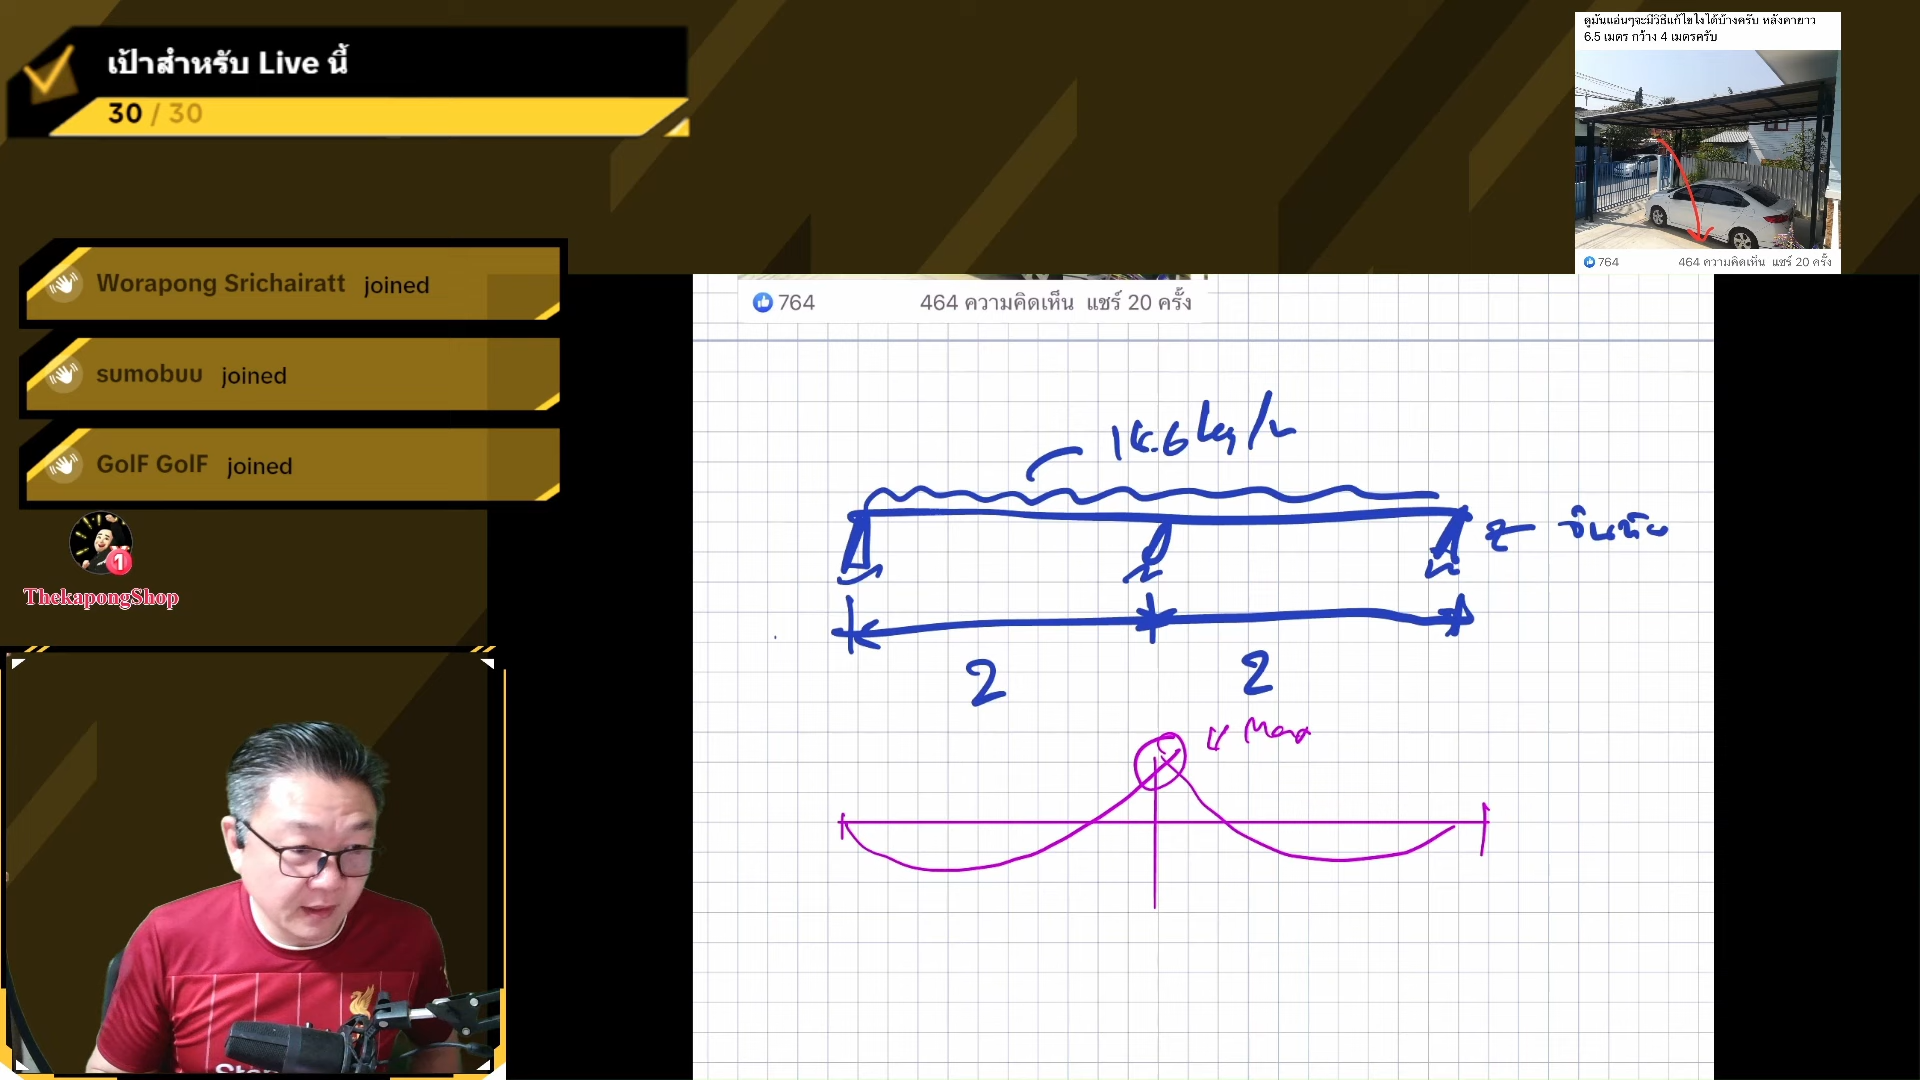 เป้าสำหรับ Live นี้
30 / 30
ดูมันแอ่นๆจะมีวิธีแก้ไขไงได้บ้างครับ หลังคายาว
6.5 เมตร กว้าง 4 เมตรครับ
764
464 ความคิดเห็น แชร์ 20 ครั้ง
Worapong Srichairatt joined
sumobuu joined
GolF GolF joined
1
ThekapongShop
764
464 ความคิดเห็น แชร์ 20 ครั้ง
2
2
Max